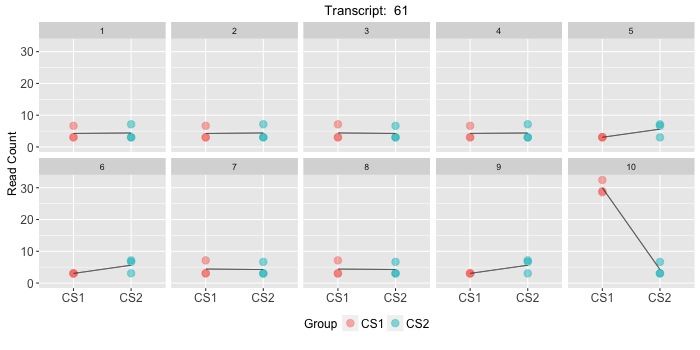 Transcript: 61
1 2 3 4 5
30
20
10
0
Read Count
6 7 8 9 10
30
20
10
0
CS1 CS2 CS1 CS2 CS1 CS2 CS1 CS2 CS1 CS2
Group CS1 CS2